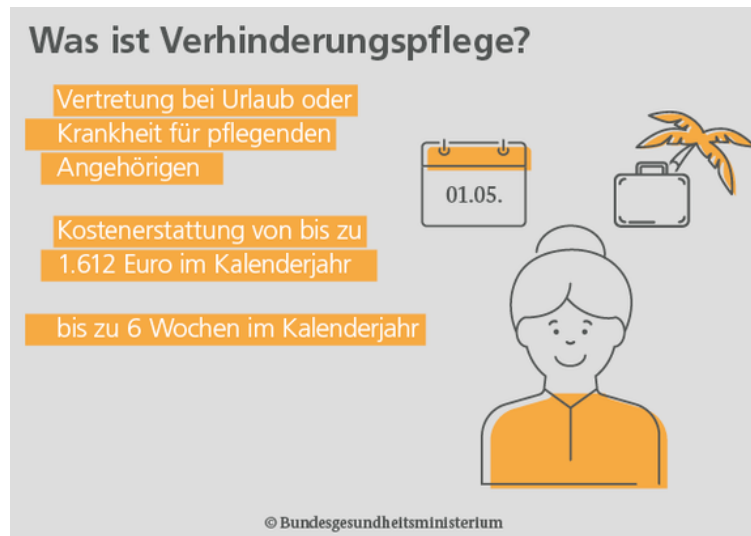 Was ist Verhinderungspflege?
Vertretung bei Urlaub oder
Krankheit für pflegenden
Angehörigen
Kostenerstattung von bis zu
1.612 Euro im Kalenderjahr
bis zu 6 Wochen im Kalenderjahr
01.05.
© Bundesgesundheitsministerium